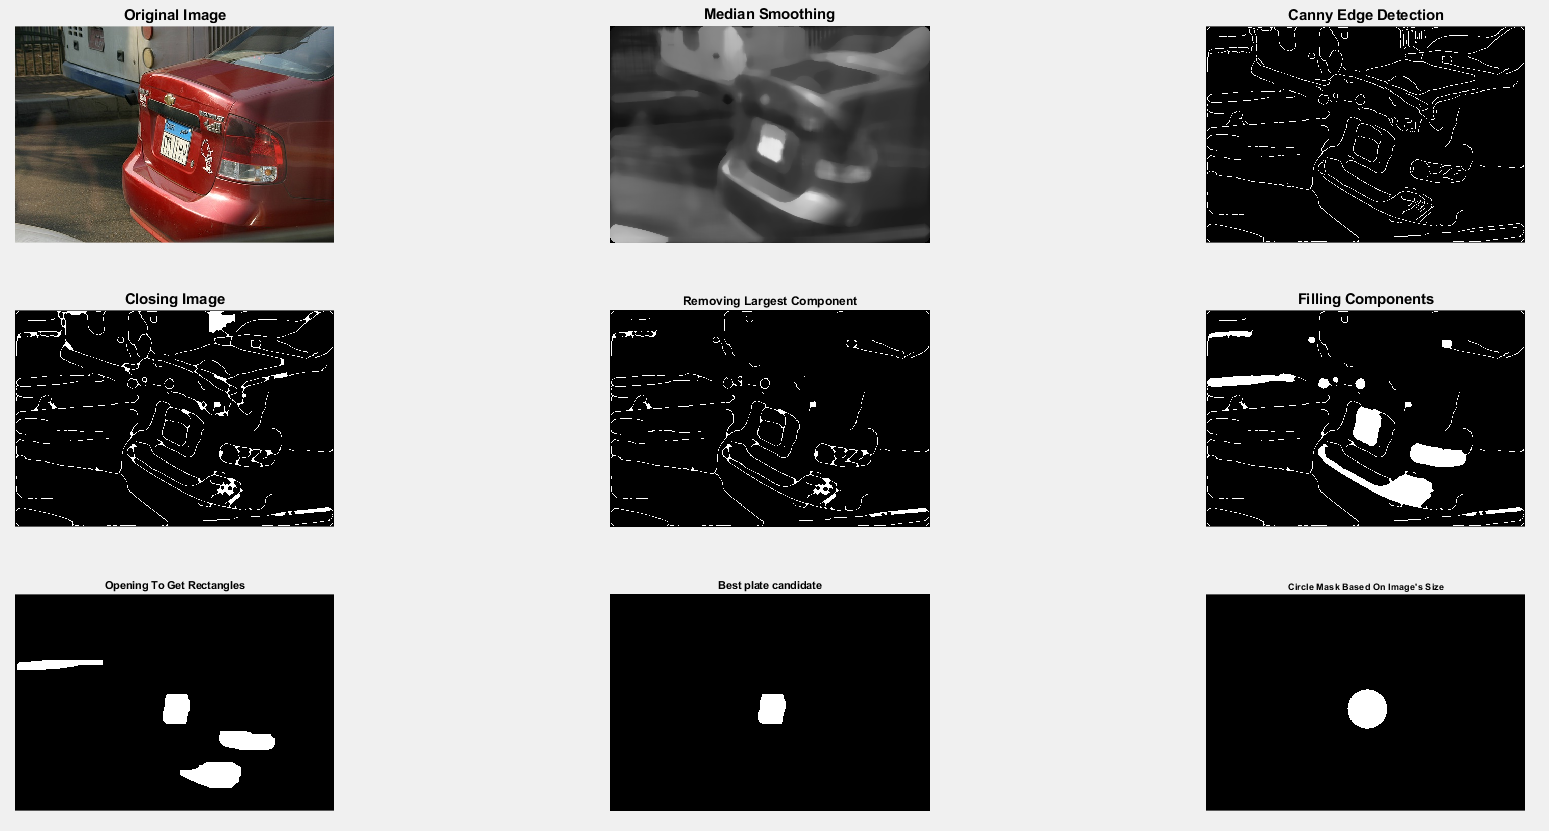 Original Image
Median Smoothing
Canny Edge Detection
Closing Image
Removing Largest Component
Filling Components
Opening To Get Rectangles
Best plate candidate
Circle Mask Based On Image's Size